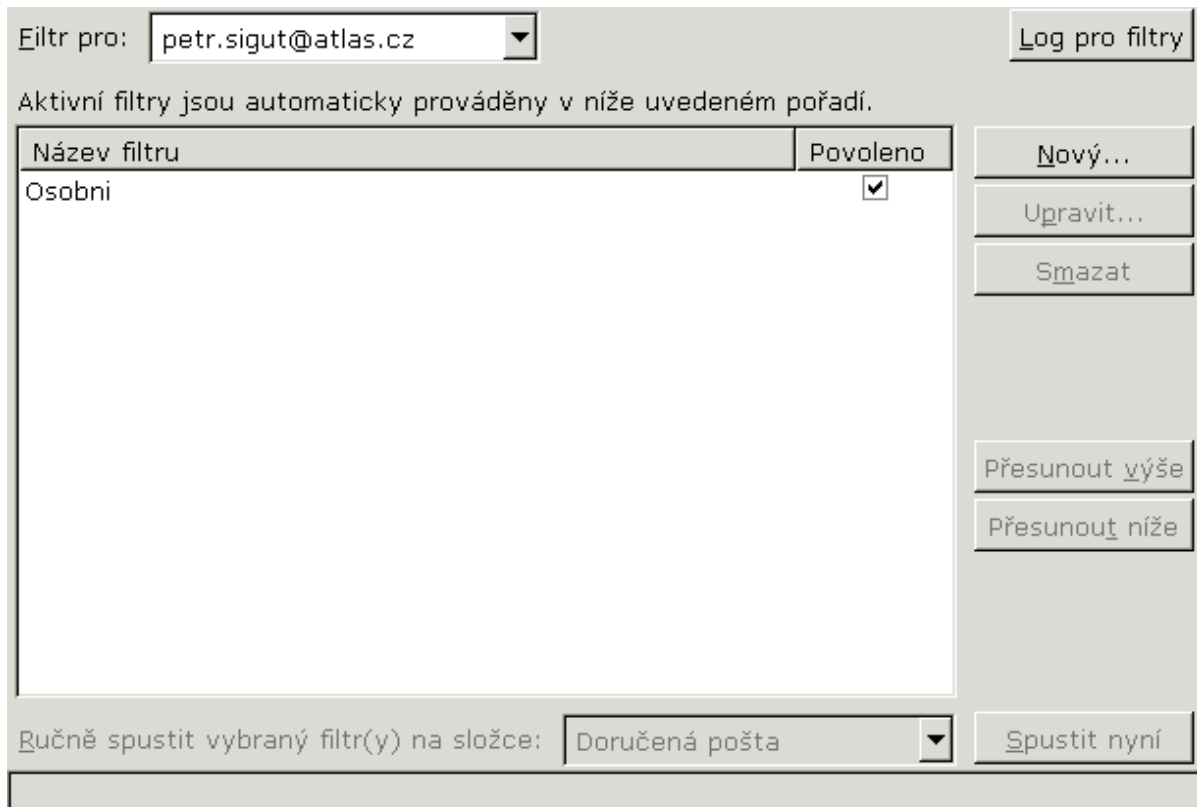 Filtr pro: petr.sigut@atlas.cz Log pro filtry
Aktivní filtry jsou automaticky prováděny v níže uvedeném pořadí.
Název filtru Povoleno
Osobni
Nový...
Upravit...
Smazat
Přesunout výše
Přesunout níže
Ručně spustit vybraný filtr(y) na složce: Doručená pošta Spustit nyní